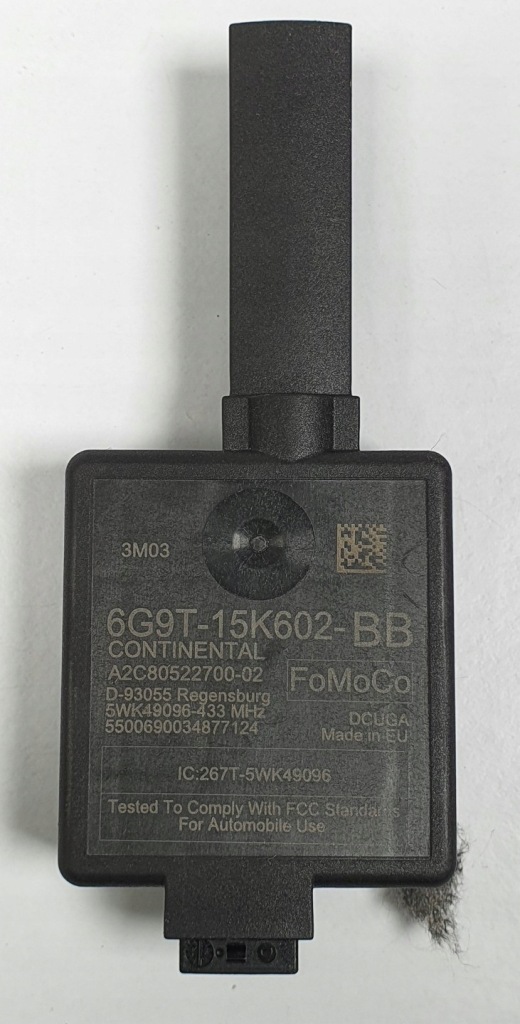 3M03
6G9T-15K602-BB
CONTINENTAL
A2C80522700-02
FoMoCo
D-93055 Regensburg
5WK49096-433 MHz
5500690034877124
DCUGA
Made in EU
IC:267T-5WK49096
Tested To Comply With FCC Standards
For Automobile Use